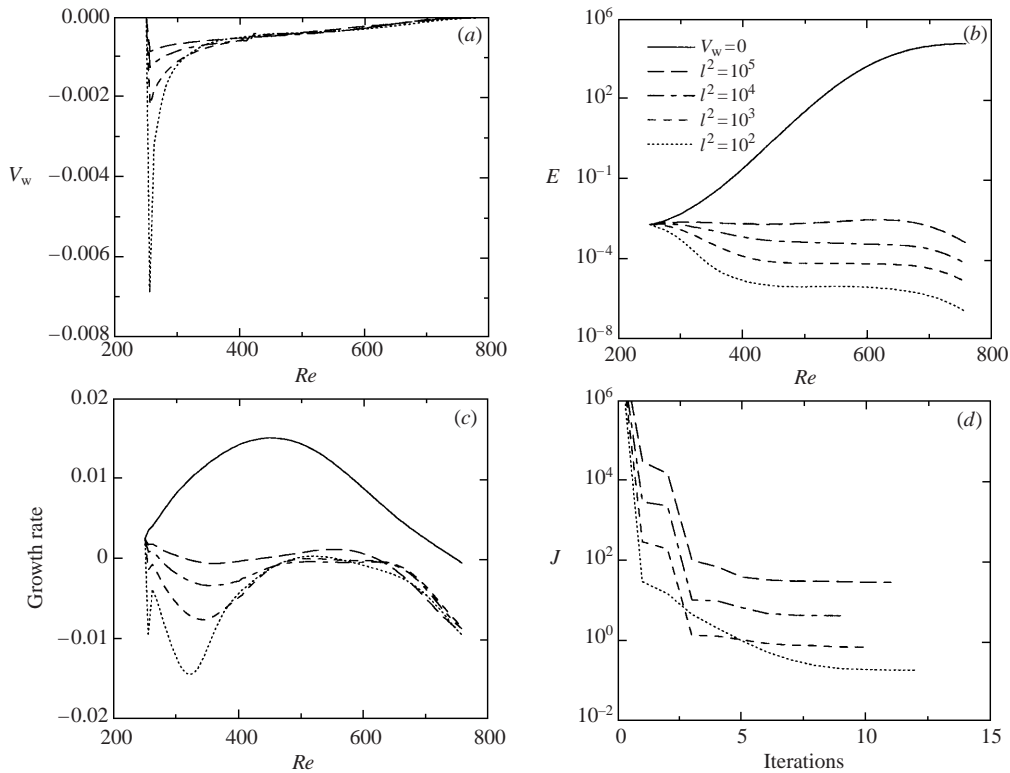 (a)
0.000
−0.002
−0.004
−0.006
−0.008
V_w
200 400 600 800
Re
(b)
10^6
10^2
10^−1
10^−4
10^−8
E
V_w = 0
l^2 = 10^5
l^2 = 10^4
l^2 = 10^3
l^2 = 10^2
200 400 600 800
Re
(c)
0.02
0.01
0
−0.01
−0.02
Growth rate
200 400 600 800
Re
(d)
10^6
10^4
10^2
10^0
10^−2
J
0 5 10 15
Iterations